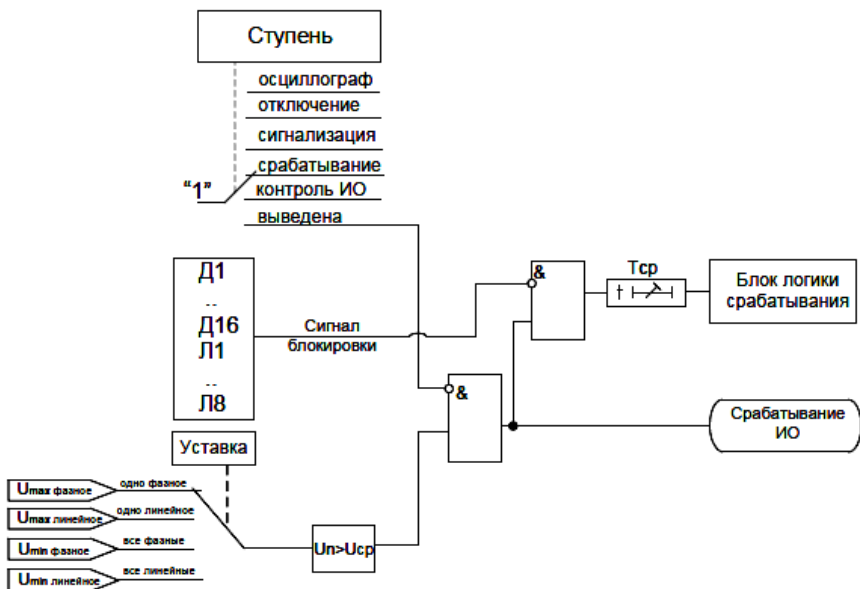 Ступень
осциллограф
отключение
сигнализация
срабатывание
“1”
контроль ИО
выведена
Д1
..
Д16
Л1
..
Л8
Сигнал
блокировки
&
Тср
t
Блок логики
срабатывания
&
Срабатывание
ИО
Уставка
Umax фазное
одно фазное
Umax линейное
одно линейное
Umin фазное
все фазные
Umin линейное
все линейные
Uп>Uср